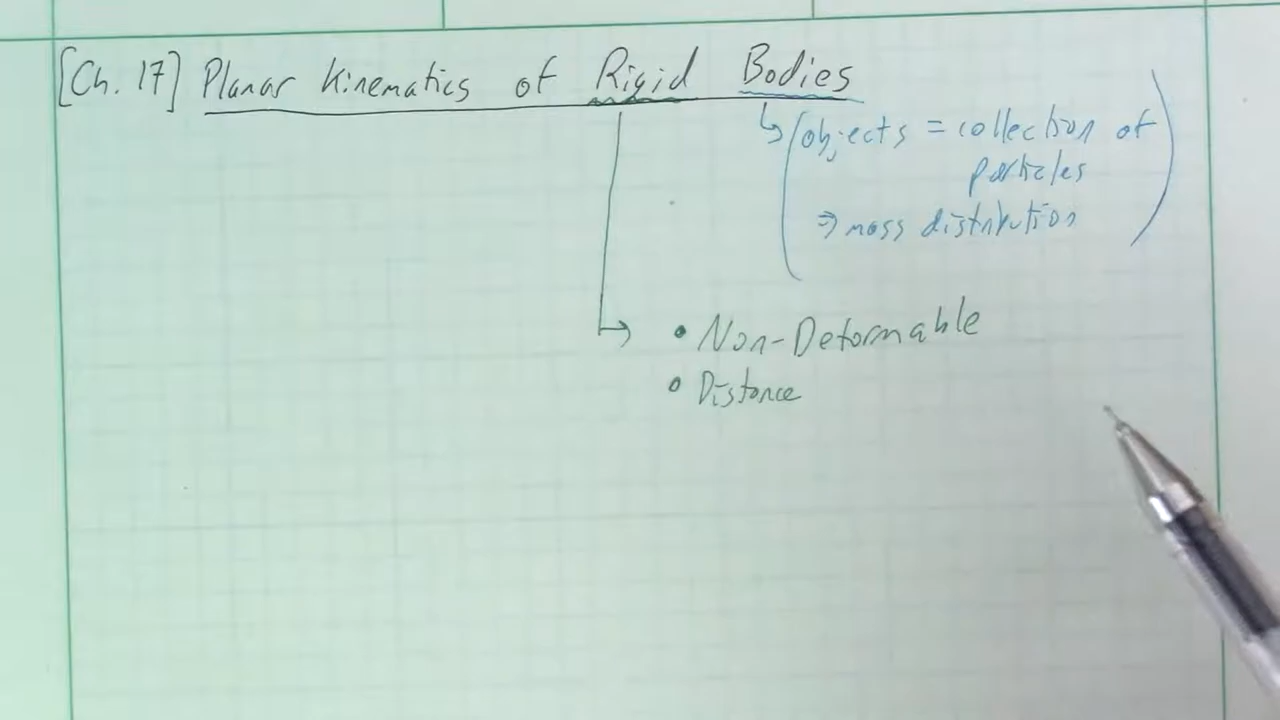 [Ch. 17] Planar Kinematics of Rigid Bodies
↳ (objects = collection of
particles
⇒ mass distribution)
→ • Non-Deformable
• Distance